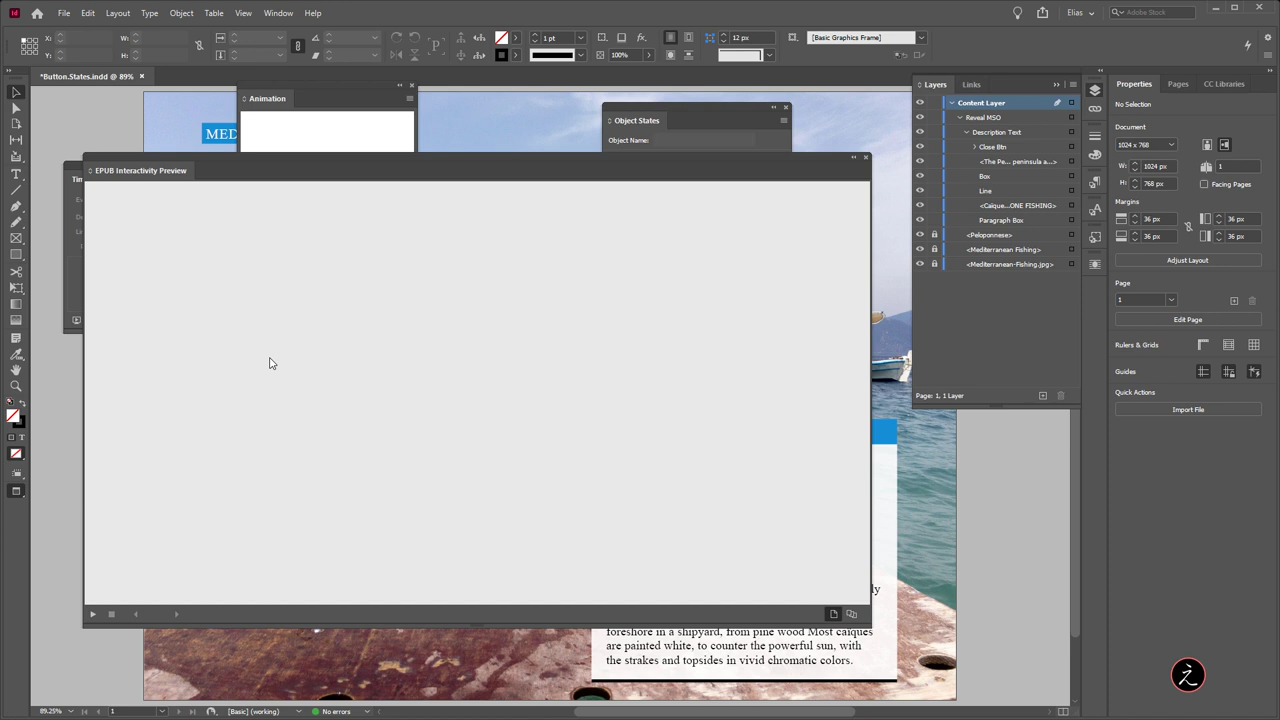 File Edit Layout Type Object Table View Window Help
Elias
Adobe Stock
X: W: 1 pt 12 px [Basic Graphics Frame]
Y: H: 100%
*Button.States.indd @ 89%
MED
Animation
Object States
Object Name:
EPUB Interactivity Preview
Layers Links
Content Layer
Reveal MSO
Description Text
Close Btn
<The Pe... peninsula a...>
Box
Line
<Caïque...ONE FISHING>
Paragraph Box
<Peloponnese>
<Mediterranean Fishing>
<Mediterranean-Fishing.jpg>
Page: 1, 1 Layer
Properties Pages CC Libraries
No Selection
Document
1024 x 768
W: 1024 px 1
H: 768 px Facing Pages
Margins
36 px 36 px
36 px 36 px
Adjust Layout
Page
1
Edit Page
Rulers & Grids
Guides
Quick Actions
Import File
ly
foreshore in a shipyard, from pine wood Most caïques
are painted white, to counter the powerful sun, with
the strakes and topsides in vivid chromatic colors.
89.25% 1 [Basic] (working) No errors